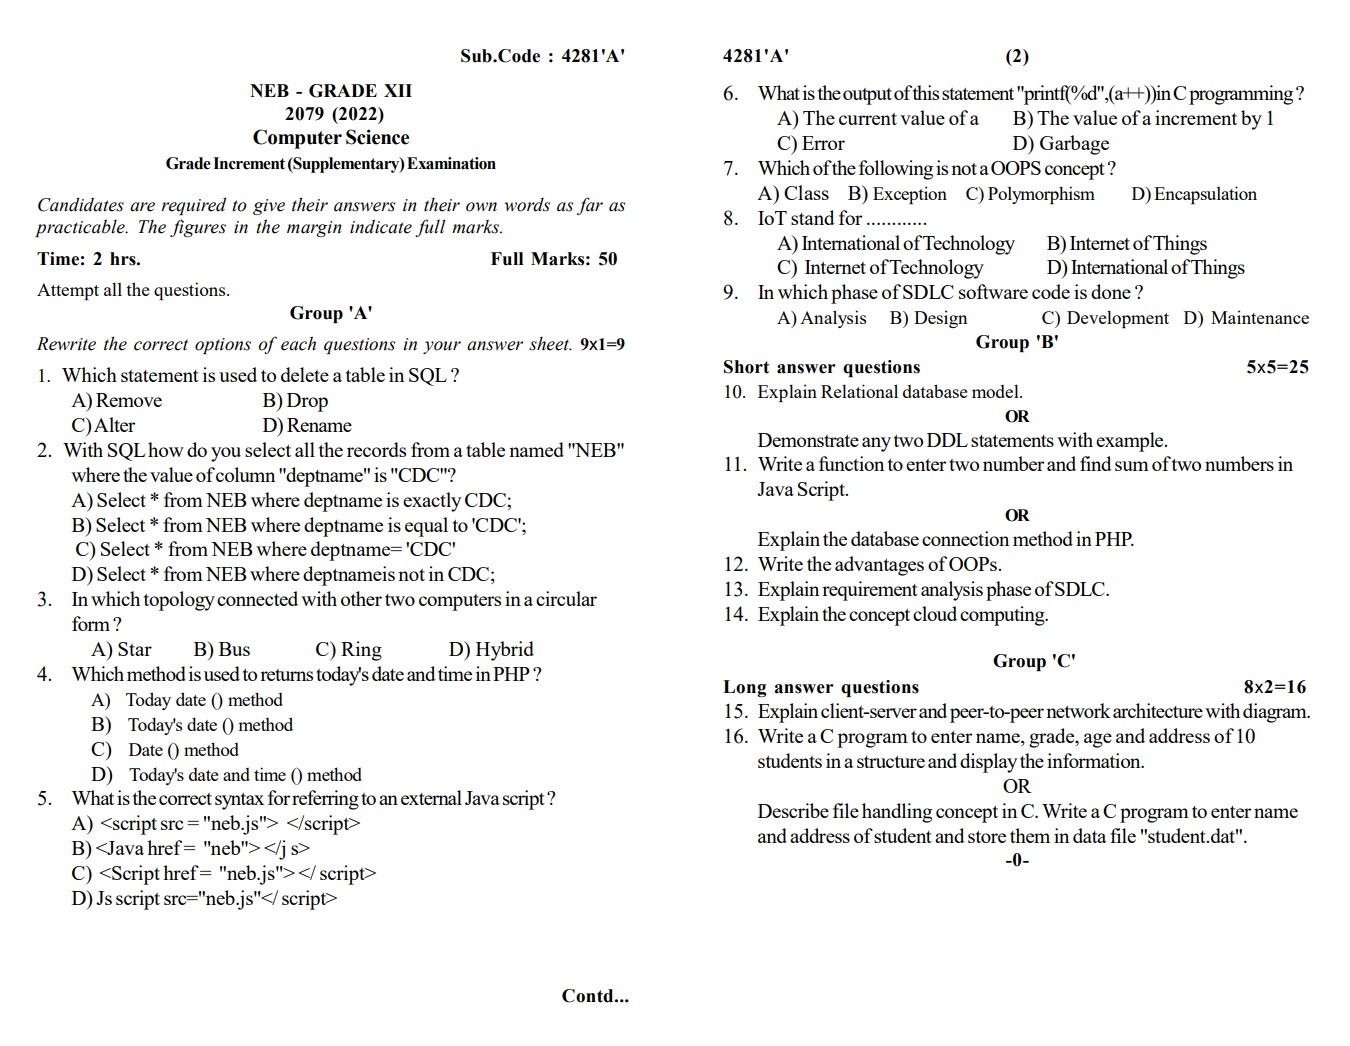 Sub.Code : 4281'A'
NEB - GRADE XII
2079 (2022)
Computer Science
Grade Increment (Supplementary) Examination
Candidates are required to give their answers in their own words as far as
practicable. The figures in the margin indicate full marks.
Time: 2 hrs. Full Marks: 50
Attempt all the questions.
Group 'A'
Rewrite the correct options of each questions in your answer sheet. 9x1=9
1. Which statement is used to delete a table in SQL ?
A) Remove B) Drop
C) Alter D) Rename
2. With SQL how do you select all the records from a table named "NEB"
where the value of column "deptname" is "CDC"?
A) Select * from NEB where deptname is exactly CDC;
B) Select * from NEB where deptname is equal to 'CDC';
C) Select * from NEB where deptname= 'CDC'
D) Select * from NEB where deptnameis not in CDC;
3. In which topology connected with other two computers in a circular
form ?
A) Star B) Bus C) Ring D) Hybrid
4. Which method is used to returns today's date and time in PHP ?
A) Today date () method
B) Today's date () method
C) Date () method
D) Today's date and time () method
5. What is the correct syntax for referring to an external Java script ?
A) <script src = "neb.js"> </script>
B) <Java href = "neb"> </j s>
C) <Script href = "neb.js"> </ script>
D) Js script src="neb.js"</ script>
Contd...
4281'A' (2)
6. What is the output of this statement "printf(%d",(a++))in C programming ?
A) The current value of a B) The value of a increment by 1
C) Error D) Garbage
7. Which of the following is not a OOPS concept ?
A) Class B) Exception C) Polymorphism D) Encapsulation
8. IoT stand for ............
A) International of Technology B) Internet of Things
C) Internet of Technology D) International of Things
9. In which phase of SDLC software code is done ?
A) Analysis B) Design C) Development D) Maintenance
Group 'B'
Short answer questions 5x5=25
10. Explain Relational database model.
OR
Demonstrate any two DDL statements with example.
11. Write a function to enter two number and find sum of two numbers in
Java Script.
OR
Explain the database connection method in PHP.
12. Write the advantages of OOPs.
13. Explain requirement analysis phase of SDLC.
14. Explain the concept cloud computing.
Group 'C'
Long answer questions 8x2=16
15. Explain client-server and peer-to-peer network architecture with diagram.
16. Write a C program to enter name, grade, age and address of 10
students in a structure and display the information.
OR
Describe file handling concept in C. Write a C program to enter name
and address of student and store them in data file "student.dat".
-0-